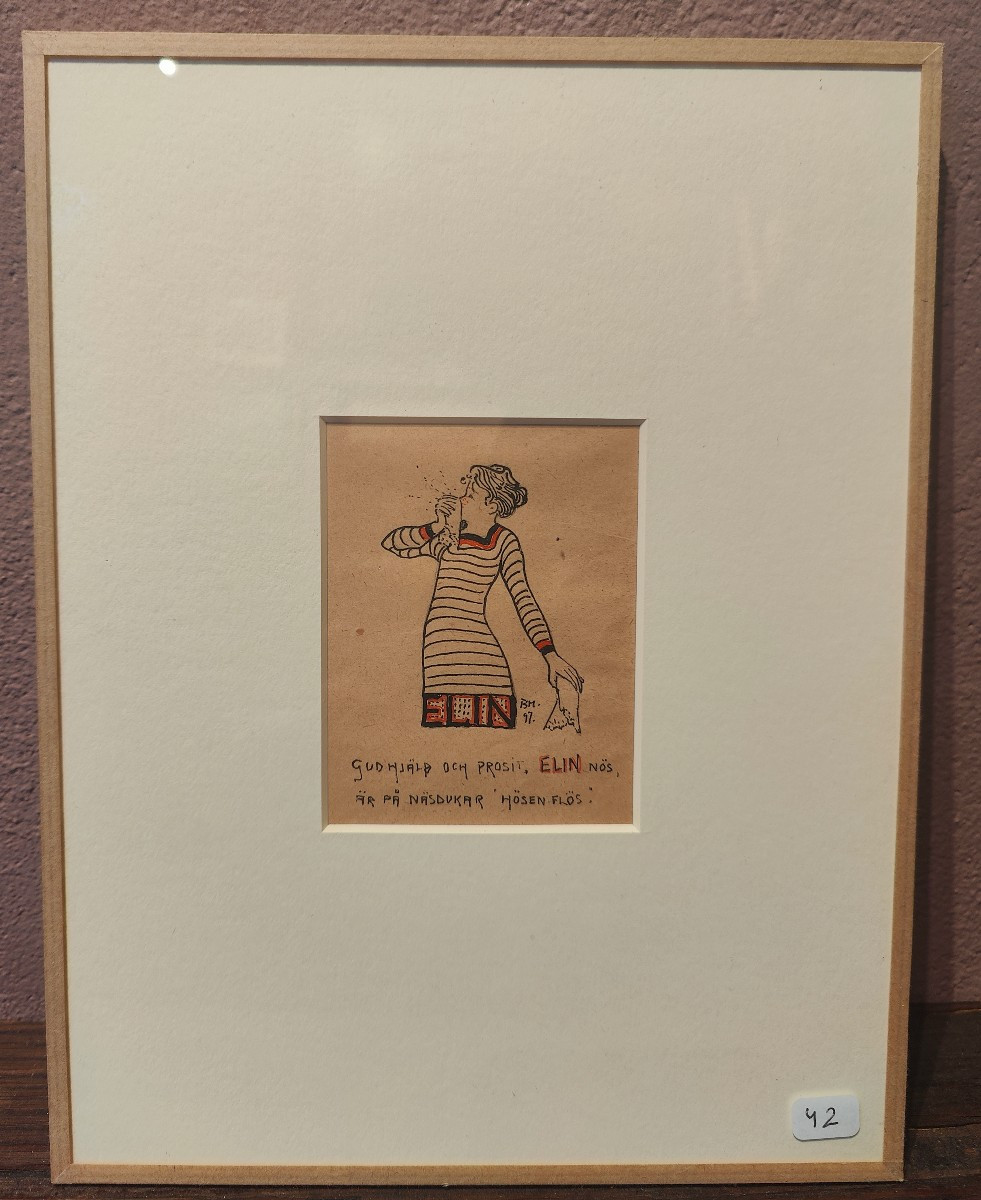 ELIN
BM.
97.
GUD HJÄLP OCH PROSIT, ELIN NÖS,
ÄR PÅ NÄSDUKAR "HÖSEN FLÖS".
42